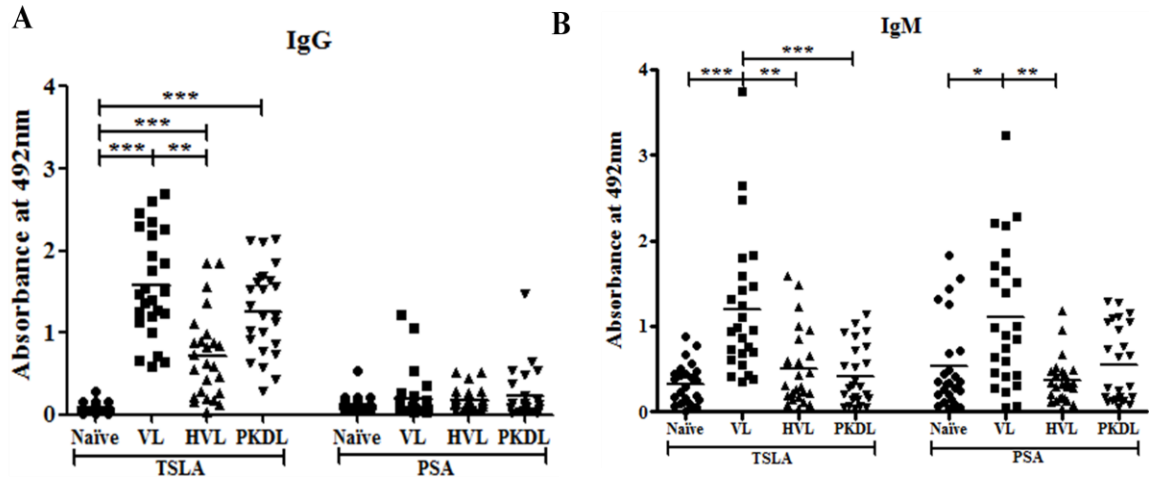 A
IgG
Absorbance at 492nm
4
3
2
1
0
***
***
*** **
Naïve VL HVL PKDL
TSLA
Naïve VL HVL PKDL
PSA
B
IgM
Absorbance at 492nm
4
3
2
1
0
***
*** **
* **
Naïve VL HVL PKDL
TSLA
Naïve VL HVL PKDL
PSA